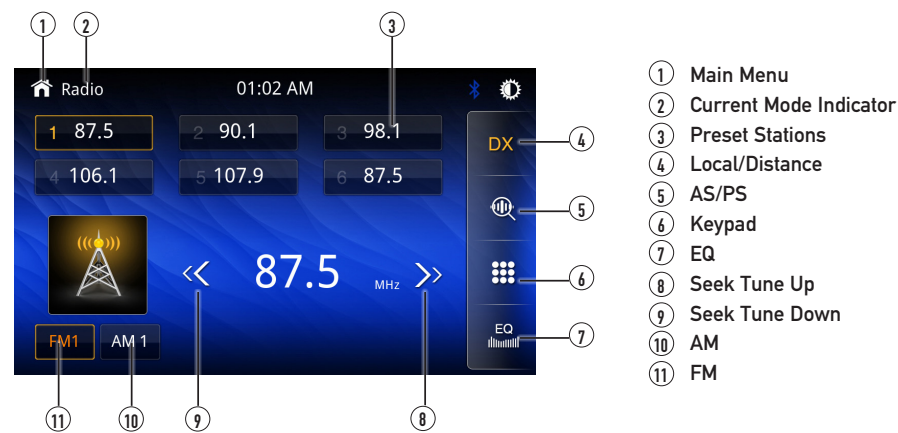 1 2 3
Radio 01:02 AM
1 87.5 2 90.1 3 98.1
DX 4
4 106.1 5 107.9 6 87.5
5
87.5 MHz
6
EQ 7
FM1 AM 1
11 10 9 8
1 Main Menu
2 Current Mode Indicator
3 Preset Stations
4 Local/Distance
5 AS/PS
6 Keypad
7 EQ
8 Seek Tune Up
9 Seek Tune Down
10 AM
11 FM